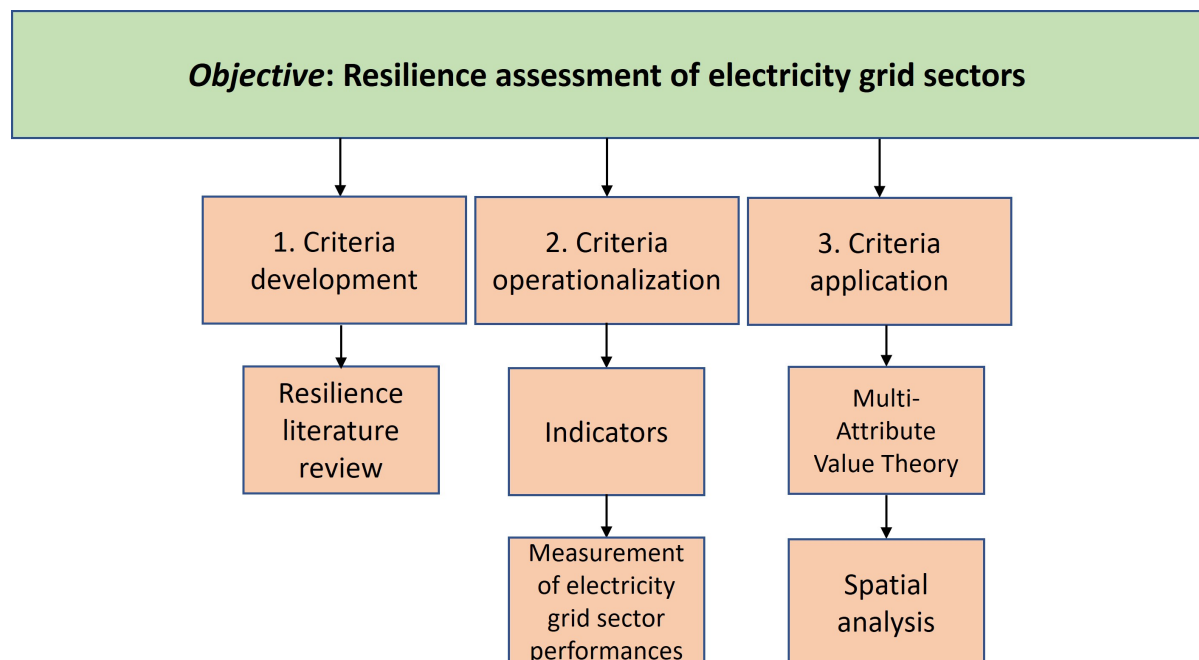 Objective: Resilience assessment of electricity grid sectors
1. Criteria
development
2. Criteria
operationalization
3. Criteria
application
Resilience
literature
review
Indicators
Multi-
Attribute
Value Theory
Measurement
of electricity
grid sector
performances
Spatial
analysis